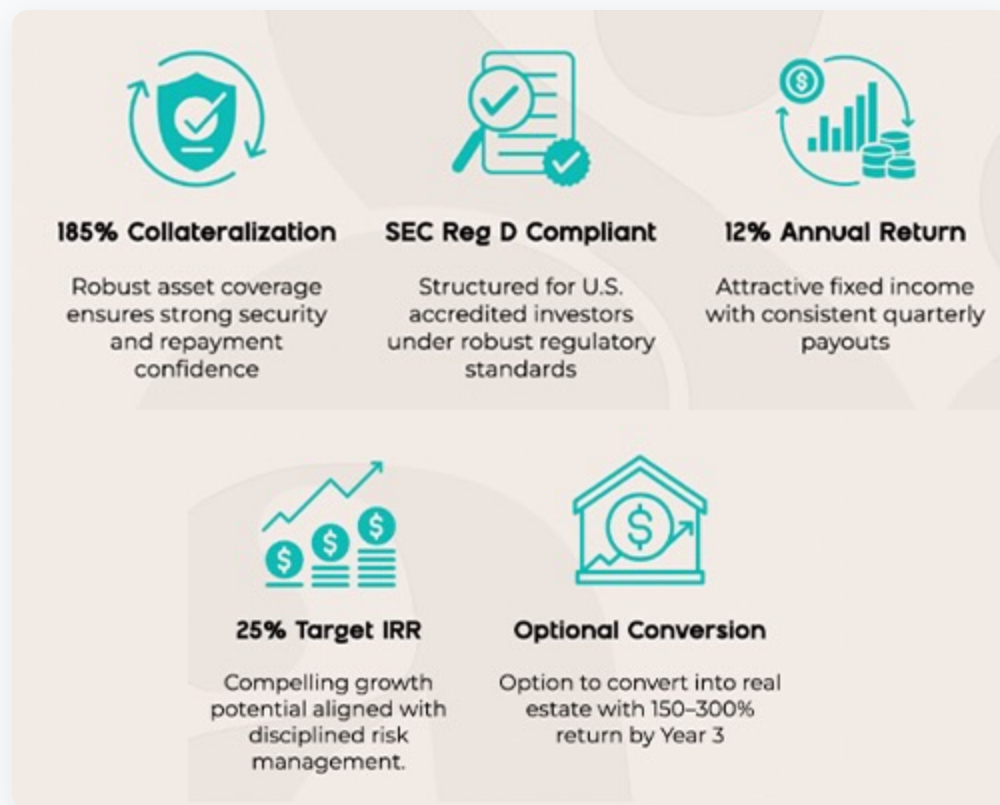 185% Collateralization
Robust asset coverage
ensures strong security
and repayment
confidence
SEC Reg D Compliant
Structured for U.S.
accredited investors
under robust regulatory
standards
$
12% Annual Return
Attractive fixed income
with consistent quarterly
payouts
$
$
$
25% Target IRR
Compelling growth
potential aligned with
disciplined risk
management.
$
Optional Conversion
Option to convert into real
estate with 150–300%
return by Year 3